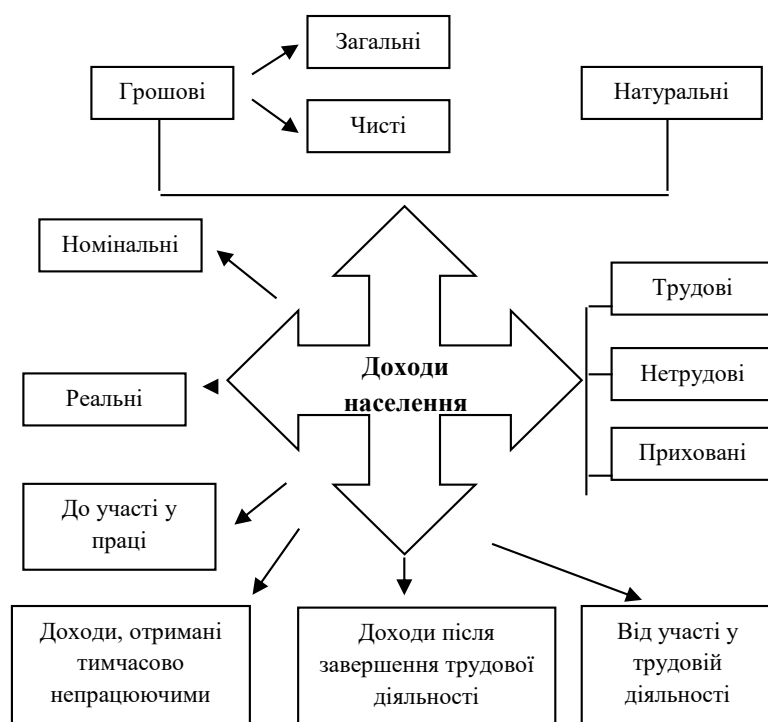 Загальні
Грошові
Натуральні
Чисті
Номінальні
Трудові
Доходи
населення
Нетрудові
Реальні
Приховані
До участі у
праці
Доходи, отримані
тимчасово
непрацюючими
Доходи після
завершення трудової
діяльності
Від участі у
трудовій
діяльності